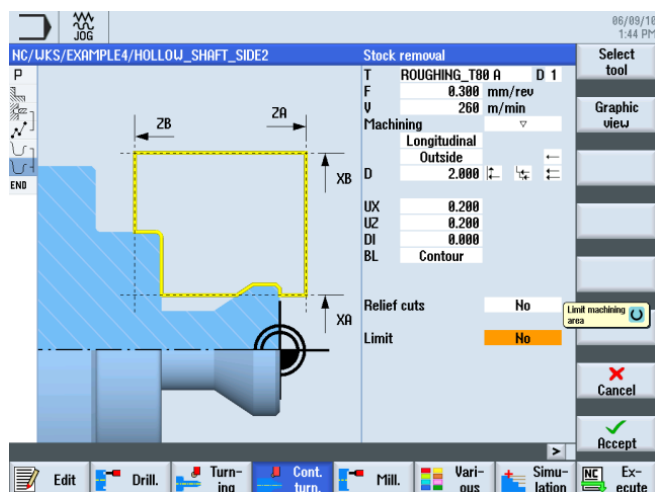 JOG
06/09/10
1:44 PM
NC/WKS/EXAMPLE4/HOLLOW_SHAFT_SIDE2
Stock removal
Select tool
P
END
ZB
ZA
XB
XA
T ROUGHING_T80 A D 1
F 0.300 mm/rev
V 260 m/min
Machining ▽
Longitudinal
Outside ←
D 2.000
UX 0.200
UZ 0.200
DI 0.000
BL Contour
Relief cuts No
Limit No
Graphic view
Limit machining
area
Cancel
Accept
>
Edit
Drill.
Turn-
ing
Cont.
turn.
Mill.
Vari-
ous
Simu-
lation
NC Ex-
ecute